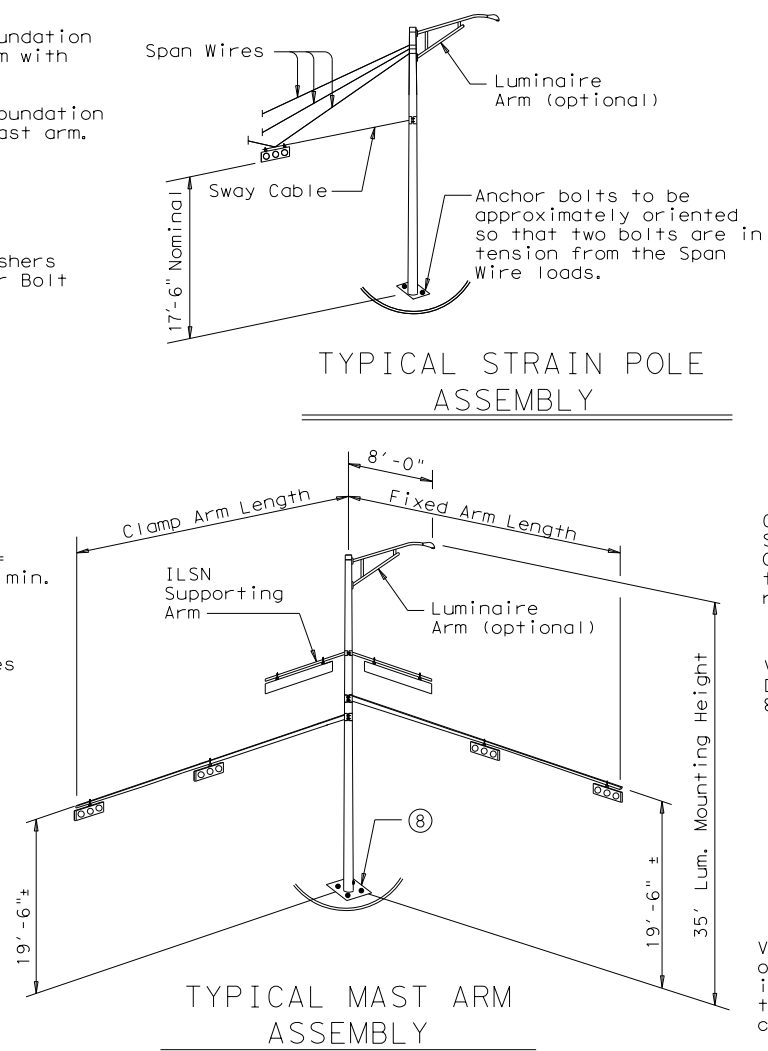 undation
m with
oundation
ast arm.
shers
r Bolt
Span Wires
Luminaire
Arm (optional)
Sway Cable
17'-6" Nominal
Anchor bolts to be
approximately oriented
so that two bolts are in
tension from the Span
Wire loads.
TYPICAL STRAIN POLE
ASSEMBLY
8'-0"
Clamp Arm Length
Fixed Arm Length
min.
es
ILSN
Supporting
Arm
Luminaire
Arm (optional)
35' Lum. Mounting Height
8
19'-6"±
19'-6" ±
TYPICAL MAST ARM
ASSEMBLY